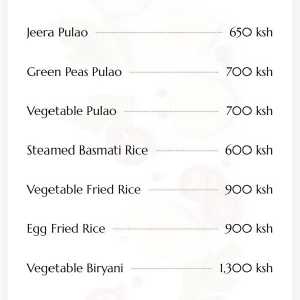 Jeera Pulao 650 ksh
Green Peas Pulao 700 ksh
Vegetable Pulao 700 ksh
Steamed Basmati Rice 600 ksh
Vegetable Fried Rice 900 ksh
Egg Fried Rice 900 ksh
Vegetable Biryani 1,300 ksh